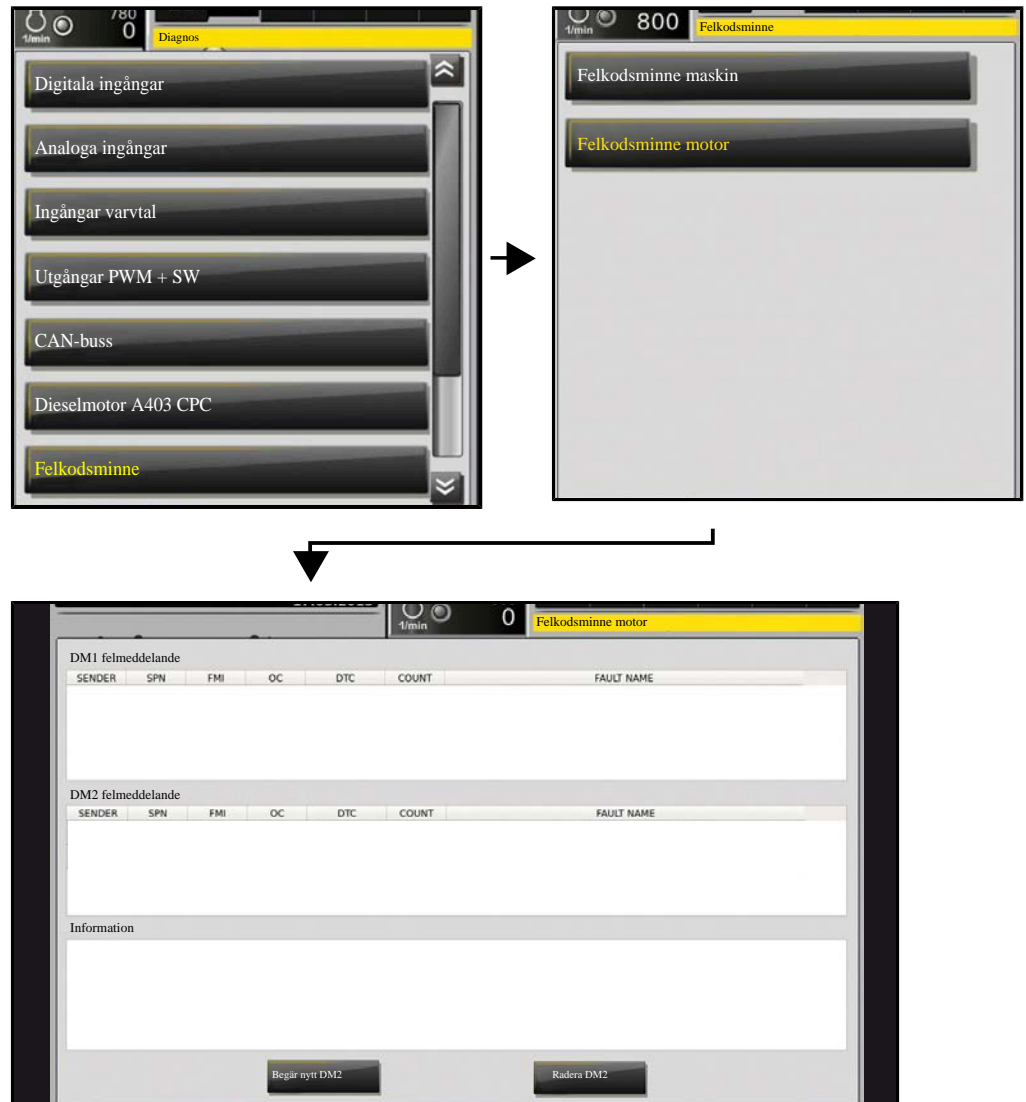 780
1/min
0
Diagnos
Digitala ingångar
Analoga ingångar
Ingångar varvtal
Utgångar PWM + SW
CAN-buss
Dieselmotor A403 CPC
Felkodsminne
1/min
800
Felkodsminne
Felkodsminne maskin
Felkodsminne motor
1/min
0
Felkodsminne motor
DM1 felmeddelande
SENDER SPN FMI OC DTC COUNT FAULT NAME
DM2 felmeddelande
SENDER SPN FMI OC DTC COUNT FAULT NAME
Information
Begär nytt DM2
Radera DM2